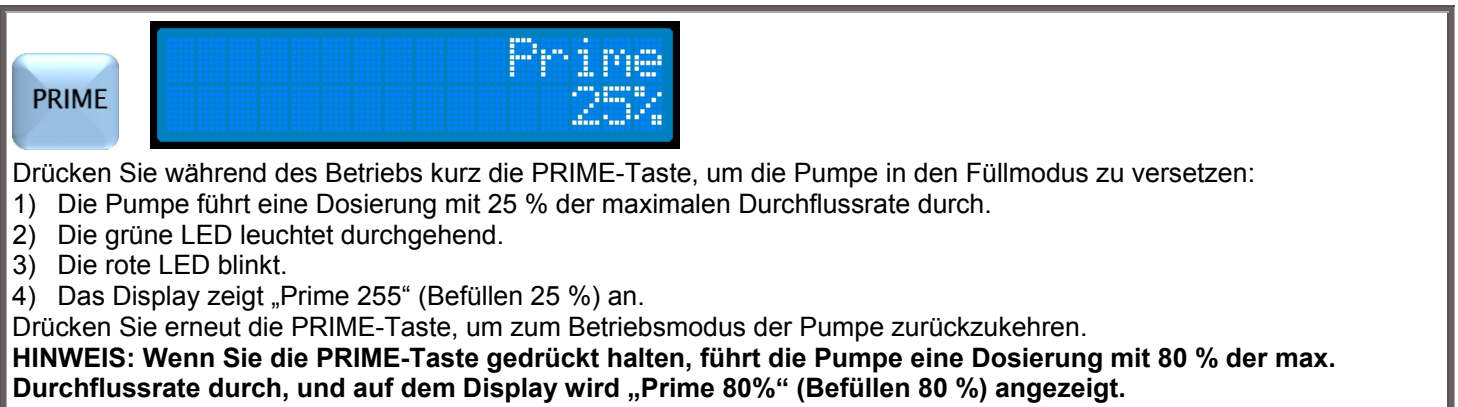 PRIME
Prime
25%
Drücken Sie während des Betriebs kurz die PRIME-Taste, um die Pumpe in den Füllmodus zu versetzen:
1) Die Pumpe führt eine Dosierung mit 25 % der maximalen Durchflussrate durch.
2) Die grüne LED leuchtet durchgehend.
3) Die rote LED blinkt.
4) Das Display zeigt „Prime 255“ (Befüllen 25 %) an.
Drücken Sie erneut die PRIME-Taste, um zum Betriebsmodus der Pumpe zurückzukehren.
HINWEIS: Wenn Sie die PRIME-Taste gedrückt halten, führt die Pumpe eine Dosierung mit 80 % der max.
Durchflussrate durch, und auf dem Display wird „Prime 80%“ (Befüllen 80 %) angezeigt.